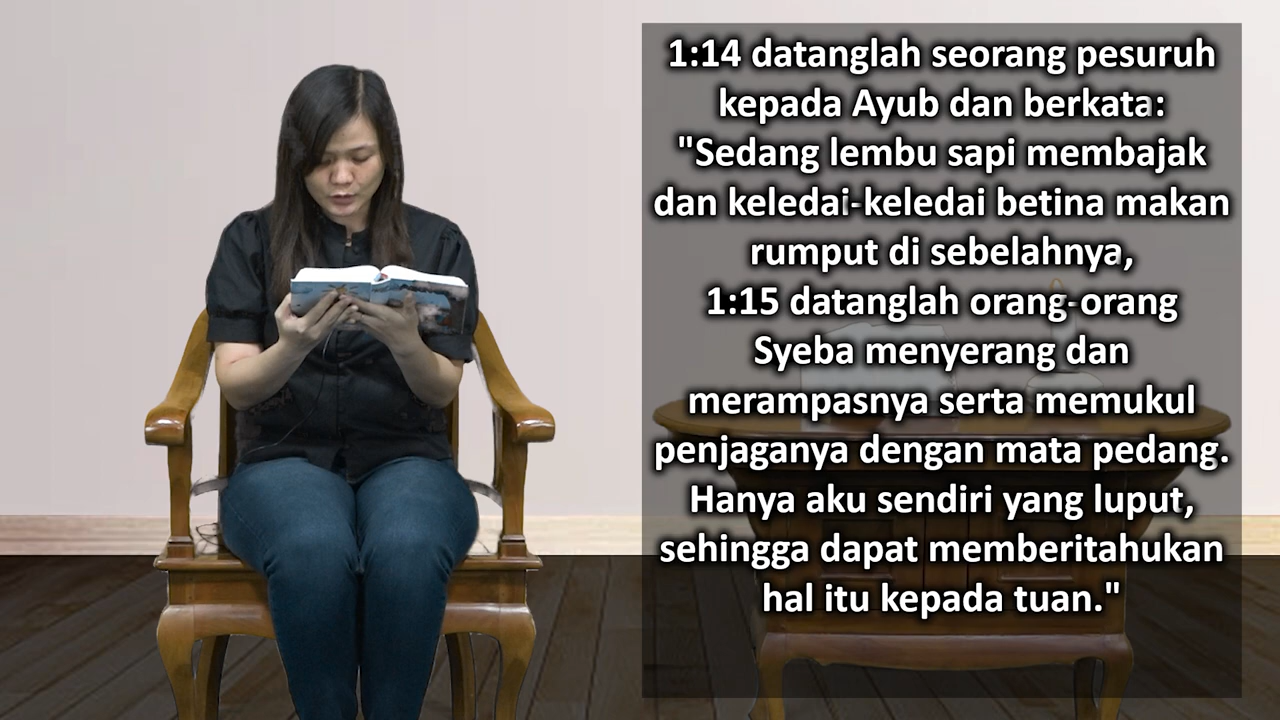 1:14 datanglah seorang pesuruh
kepada Ayub dan berkata:
"Sedang lembu sapi membajak
dan keledai-keledai betina makan
rumput di sebelahnya,
1:15 datanglah orang-orang
Syeba menyerang dan
merampasnya serta memukul
penjaganya dengan mata pedang.
Hanya aku sendiri yang luput,
sehingga dapat memberitahukan
hal itu kepada tuan."